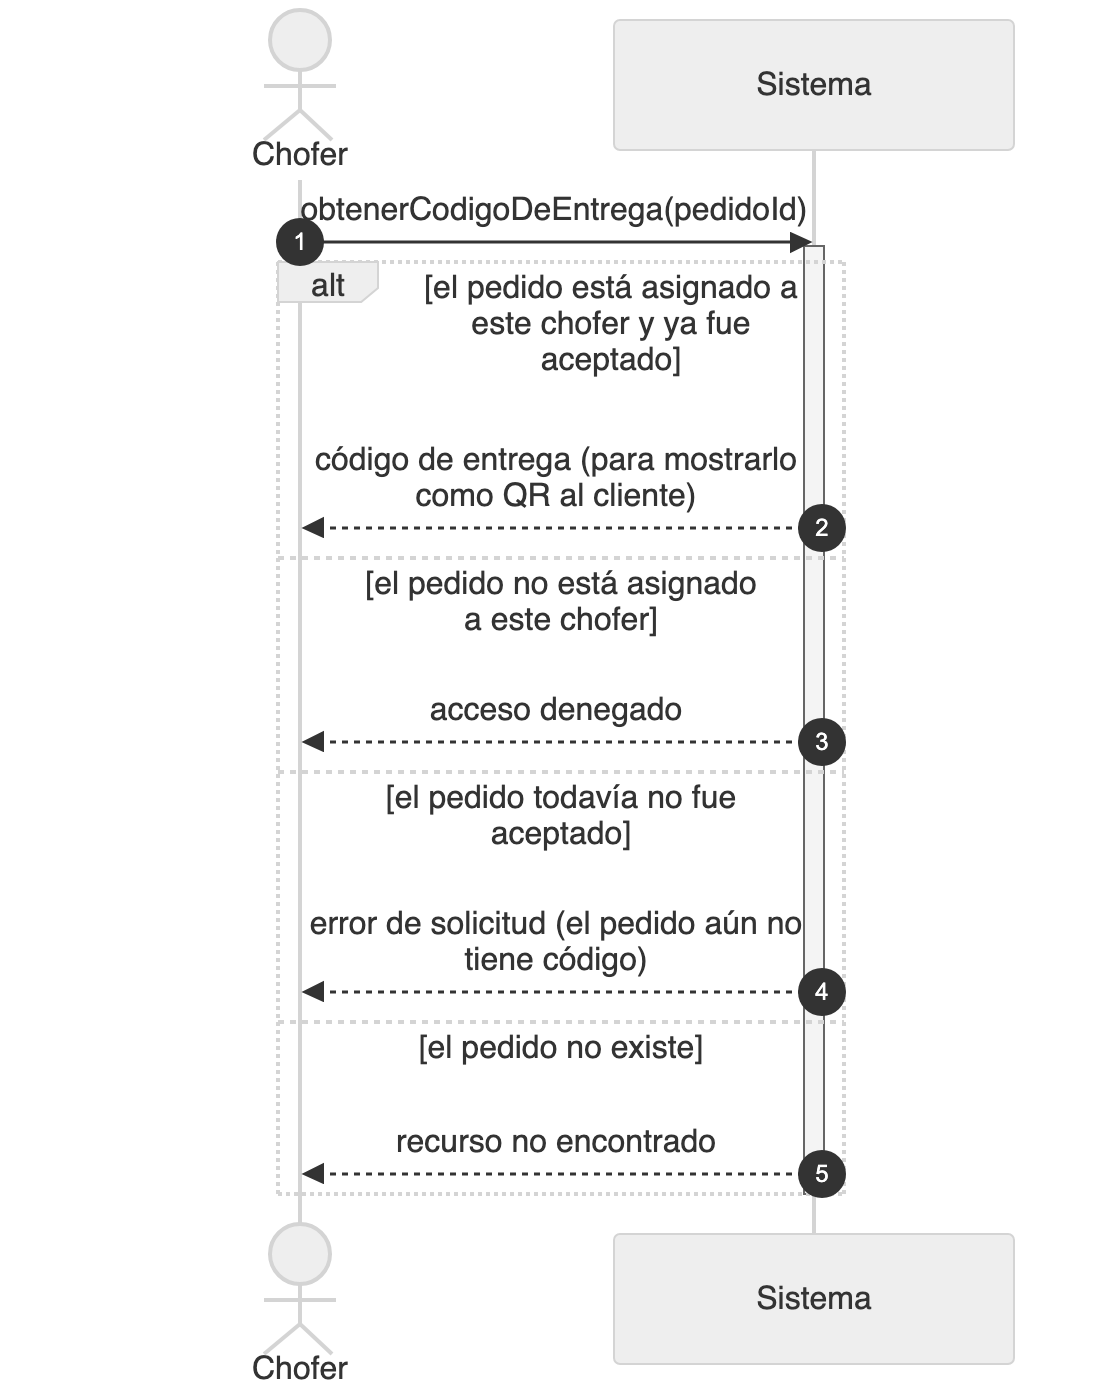 Chofer
Sistema
obtenerCodigoDeEntrega(pedidoId)
1
alt
[el pedido está asignado a
este chofer y ya fue
aceptado]
código de entrega (para mostrarlo
como QR al cliente)
2
[el pedido no está asignado
a este chofer]
acceso denegado
3
[el pedido todavía no fue
aceptado]
error de solicitud (el pedido aún no
tiene código)
4
[el pedido no existe]
recurso no encontrado
5
Chofer
Sistema